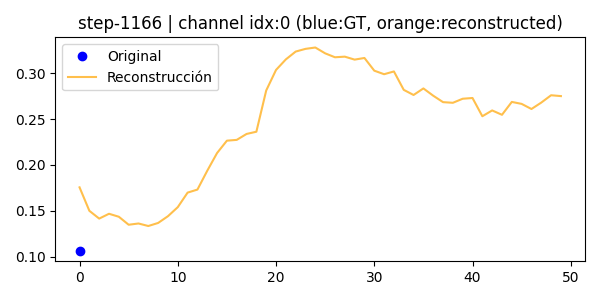 step-1166 | channel idx:0 (blue:GT, orange:reconstructed)
Original
Reconstrucción
0.30
0.25
0.20
0.15
0.10
0 10 20 30 40 50